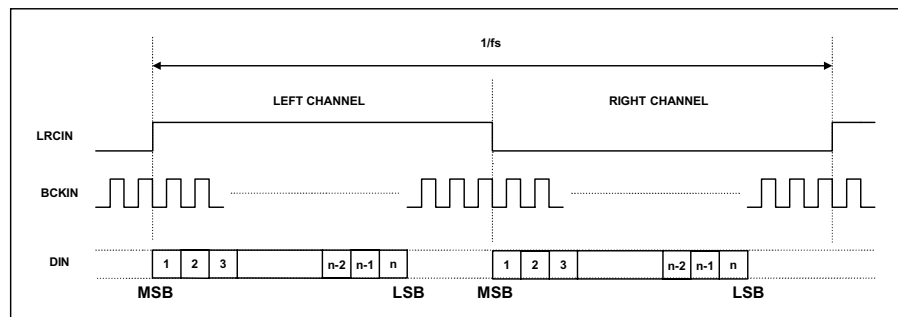 1/fs
LEFT CHANNEL RIGHT CHANNEL
LRCIN
BCKIN
DIN 1 2 3 n-2 n-1 n 1 2 3 n-2 n-1 n
MSB LSB MSB LSB